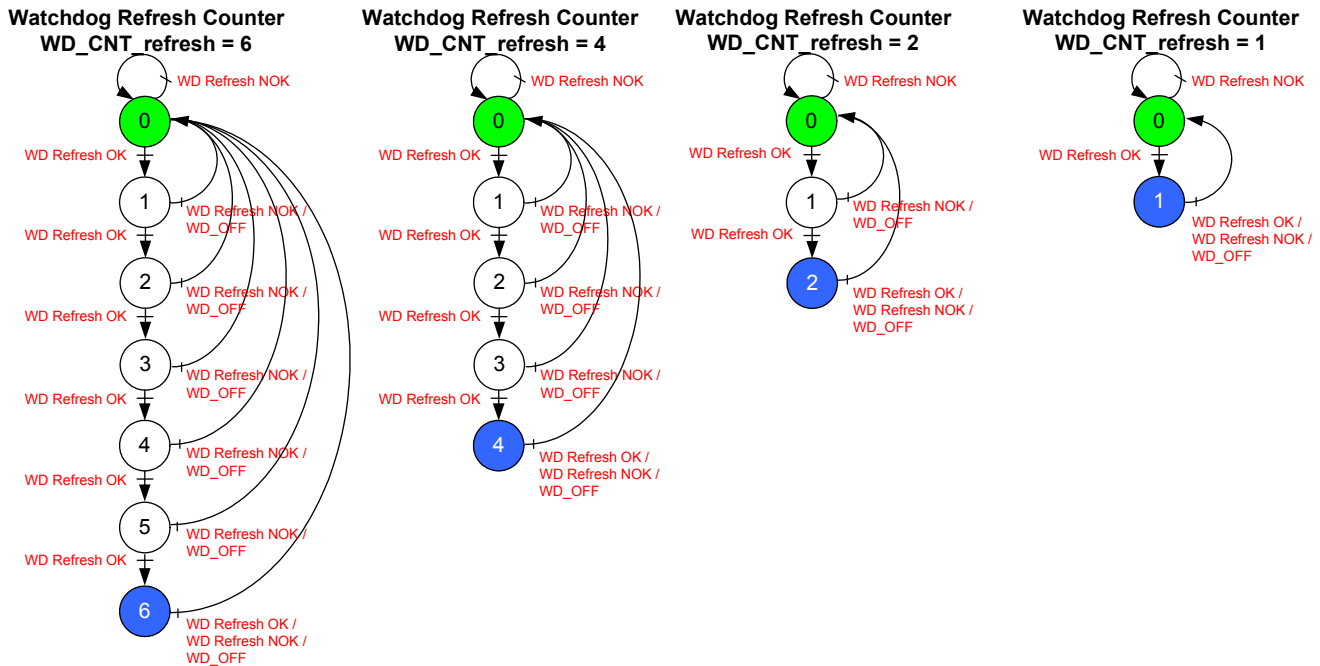 Watchdog Refresh Counter
WD_CNT_refresh = 6
WD Refresh NOK
0
WD Refresh OK
1
WD Refresh NOK /
WD_OFF
WD Refresh OK
2
WD Refresh NOK /
WD_OFF
WD Refresh OK
3
WD Refresh NOK /
WD_OFF
WD Refresh OK
4
WD Refresh NOK /
WD_OFF
WD Refresh OK
5
WD Refresh NOK /
WD_OFF
WD Refresh OK
6
WD Refresh OK /
WD Refresh NOK /
WD_OFF
Watchdog Refresh Counter
WD_CNT_refresh = 4
WD Refresh NOK
0
WD Refresh OK
1
WD Refresh NOK /
WD_OFF
WD Refresh OK
2
WD Refresh NOK /
WD_OFF
WD Refresh OK
3
WD Refresh NOK /
WD_OFF
WD Refresh OK
4
WD Refresh OK /
WD Refresh NOK /
WD_OFF
Watchdog Refresh Counter
WD_CNT_refresh = 2
WD Refresh NOK
0
WD Refresh OK
1
WD Refresh NOK /
WD_OFF
WD Refresh OK
2
WD Refresh OK /
WD Refresh NOK /
WD_OFF
Watchdog Refresh Counter
WD_CNT_refresh = 1
WD Refresh NOK
0
WD Refresh OK
1
WD Refresh OK /
WD Refresh NOK /
WD_OFF